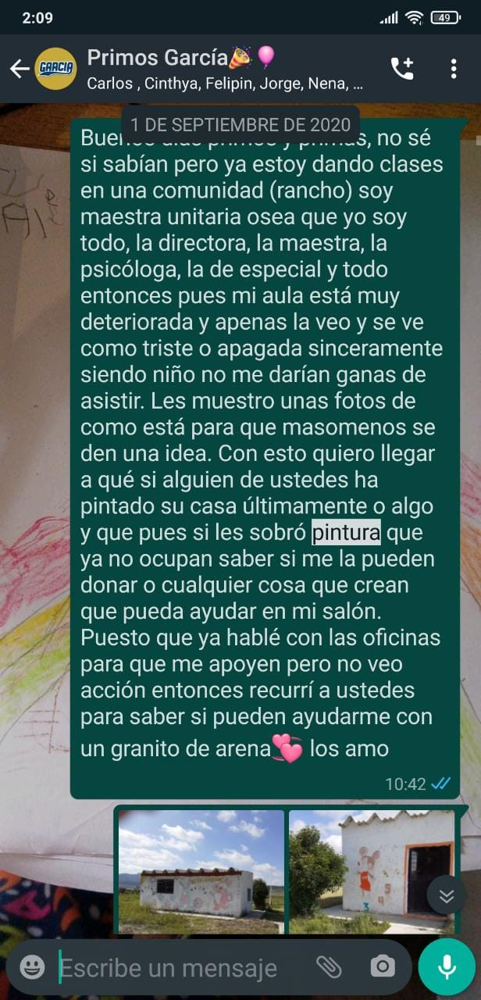 2:09
49
GARCIA
Primos García🎉🎈
Carlos , Cinthya, Felipin, Jorge, Nena, ...
1 DE SEPTIEMBRE DE 2020
Buenos días primos y primas, no sé
si sabían pero ya estoy dando clases
en una comunidad (rancho) soy
maestra unitaria osea que yo soy
todo, la directora, la maestra, la
psicóloga, la de especial y todo
entonces pues mi aula está muy
deteriorada y apenas la veo y se ve
como triste o apagada sinceramente
siendo niño no me darían ganas de
asistir. Les muestro unas fotos de
como está para que masomenos se
den una idea. Con esto quiero llegar
a qué si alguien de ustedes ha
pintado su casa últimamente o algo
y que pues si les sobró pintura que
ya no ocupan saber si me la pueden
donar o cualquier cosa que crean
que pueda ayudar en mi salón.
Puesto que ya hablé con las oficinas
para que me apoyen pero no veo
acción entonces recurrí a ustedes
para saber si pueden ayudarme con
un granito de arena💞 los amo
10:42
Escribe un mensaje